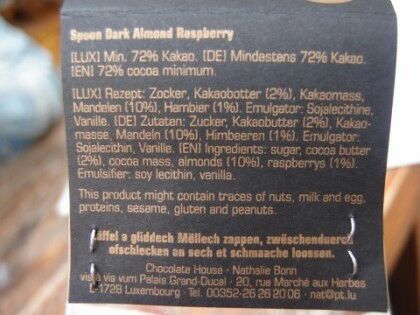 Spoon Dark Almond Raspberry
[LUX] Min. 72% Kakao. [DE] Mindestens 72% Kakao.
[EN] 72% cocoa minimum.
[LUX] Rezept: Zocker, Kakaobotter (2%), Kakaomass,
Mandelen (10%), Hambier (1%). Emulgator: Sojalecithine,
Vanille. [DE] Zutaten: Zucker, Kakaobutter (2%), Kakao-
masse, Mandeln (10%), Himbeeren (1%). Emulgator:
Sojalecithin, Vanille. [EN] Ingredients: sugar, cocoa butter
(2%), cocoa mass, almonds (10%), raspberrys (1%).
Emulsifier: soy lecithin, vanilla.
This product might contain traces of nuts, milk and egg,
proteins, sesame, gluten and peanuts.
Läffel a gliddech Mëllech zappen, zwëschenduerch
ofschlecken an sech et schmaache loossen.
Chocolate House · Nathalie Bonn
vis à vis vum Palais Grand-Ducal · 20, rue Marché aux Herbes
L-1728 Luxembourg · Tel. 00352-26 26 20 06 · nat@pt.lu